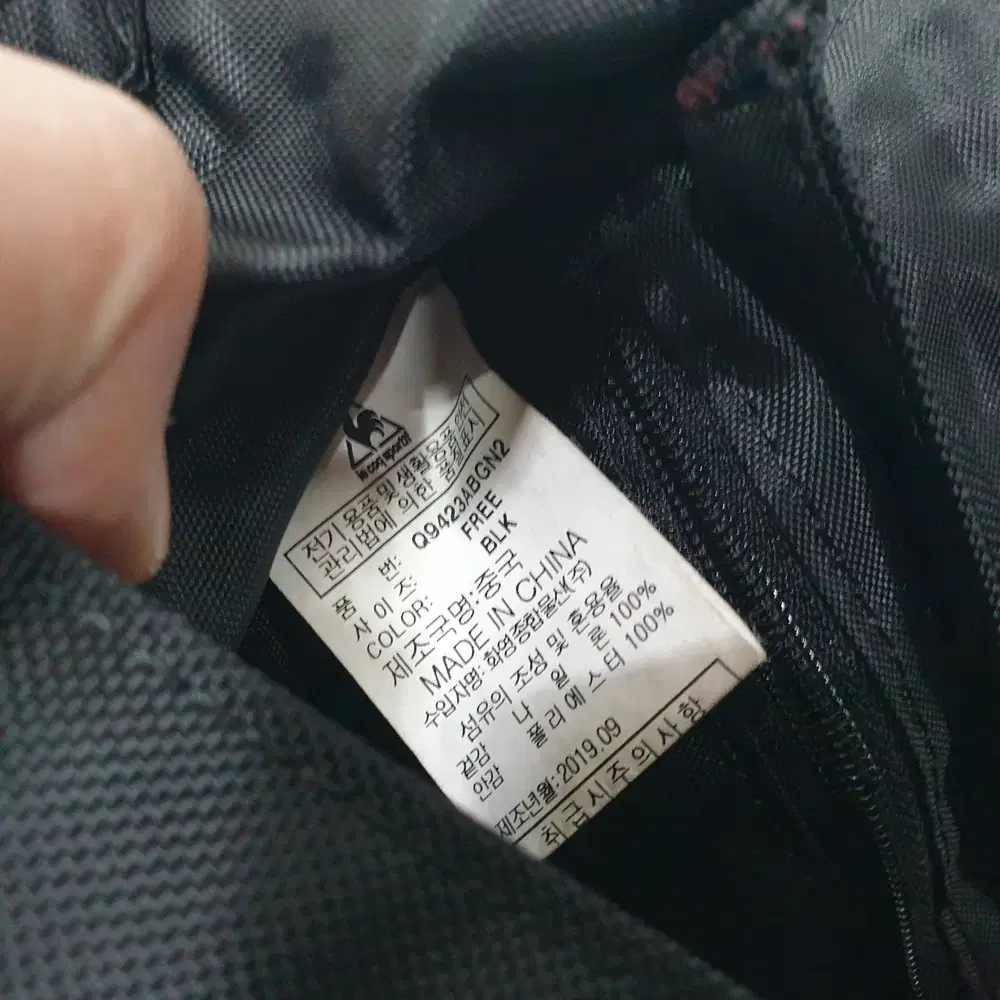 le coq sportif
전기용품및생활용품
관리법에 의한 품질표시
품 번: Q9423ABGN2
사 이 즈: FREE
COLOR: BLK
제조국명:중국
MADE IN CHINA
수입자명:화영종합물산(주)
섬유의 조성 및 혼용율
겉감 나 일 론 100%
안감 폴 리 에 스 터 100%
제조년월:2019.09
취급시주의사항